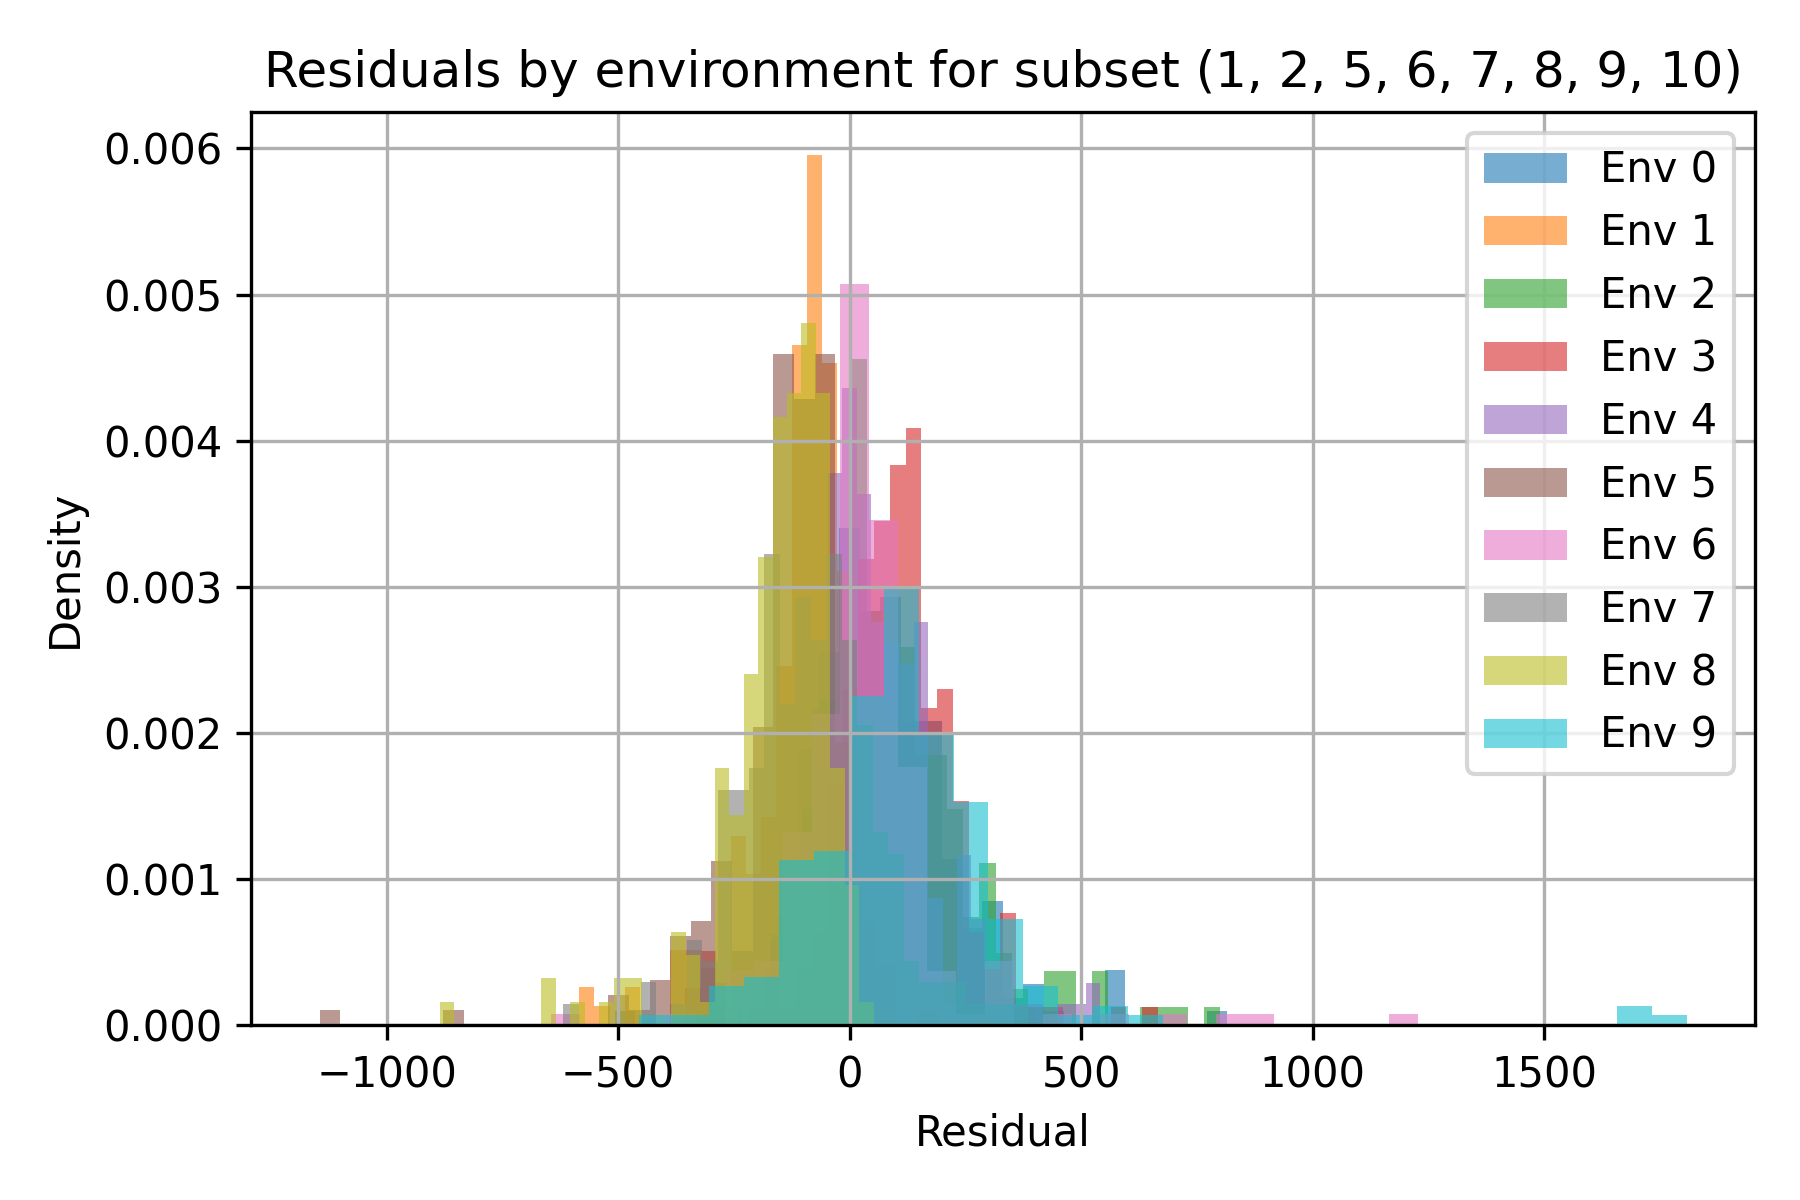 Residuals by environment for subset (1, 2, 5, 6, 7, 8, 9, 10)
0.006
0.005
0.004
0.003
0.002
0.001
0.000
Density
Env 0
Env 1
Env 2
Env 3
Env 4
Env 5
Env 6
Env 7
Env 8
Env 9
−1000
−500
0
500
1000
1500
Residual